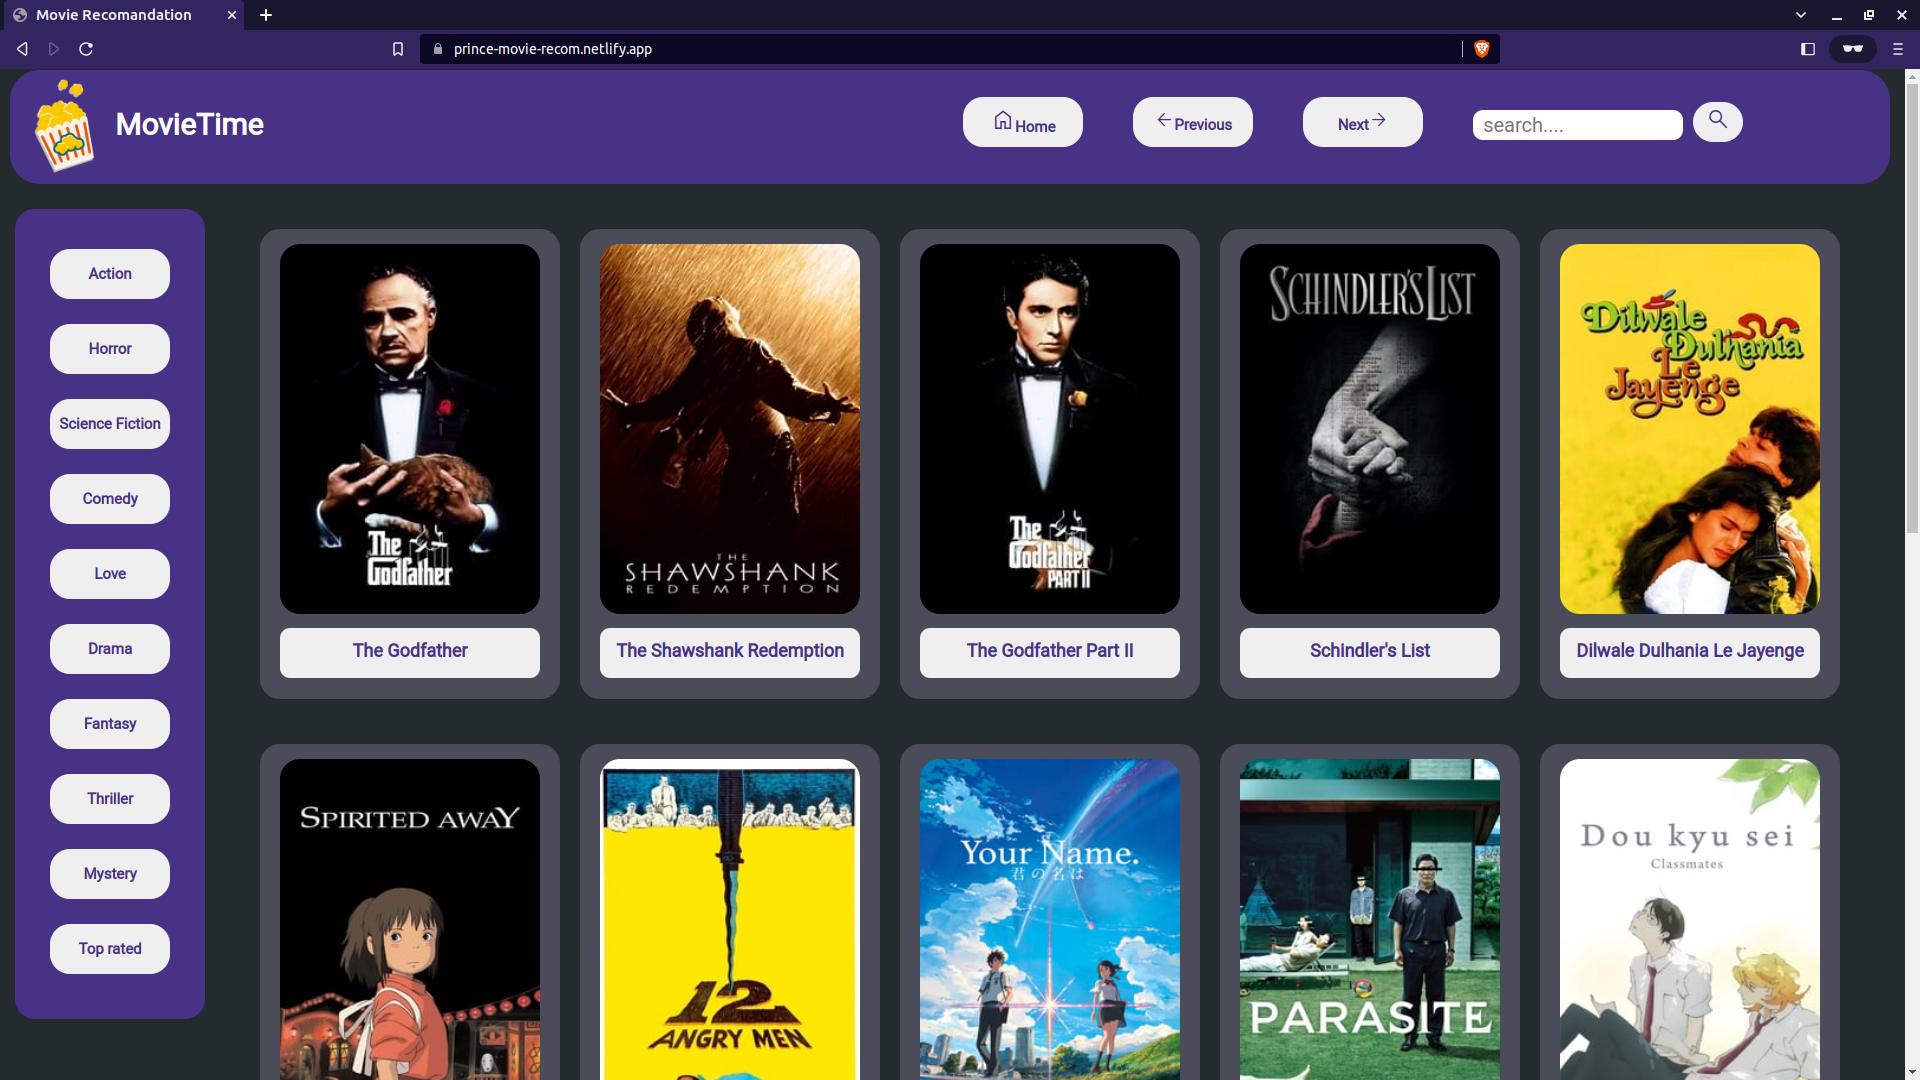 Movie Recomandation
prince-movie-recom.netlify.app
MovieTime
Home
Previous
Next
search....
Action
Horror
Science Fiction
Comedy
Love
Drama
Fantasy
Thriller
Mystery
Top rated
The
Godfather
The Godfather
THE
SHAWSHANK
REDEMPTION
The Shawshank Redemption
The
Godfather
PART II
The Godfather Part II
SCHINDLER'S LIST
Schindler's List
Dilwale
Dulhania
Le
Jayenge
Dilwale Dulhania Le Jayenge
SPIRITED AWAY
12
ANGRY MEN
Your Name.
君の名は
PARASITE
Dou kyu sei
Classmates